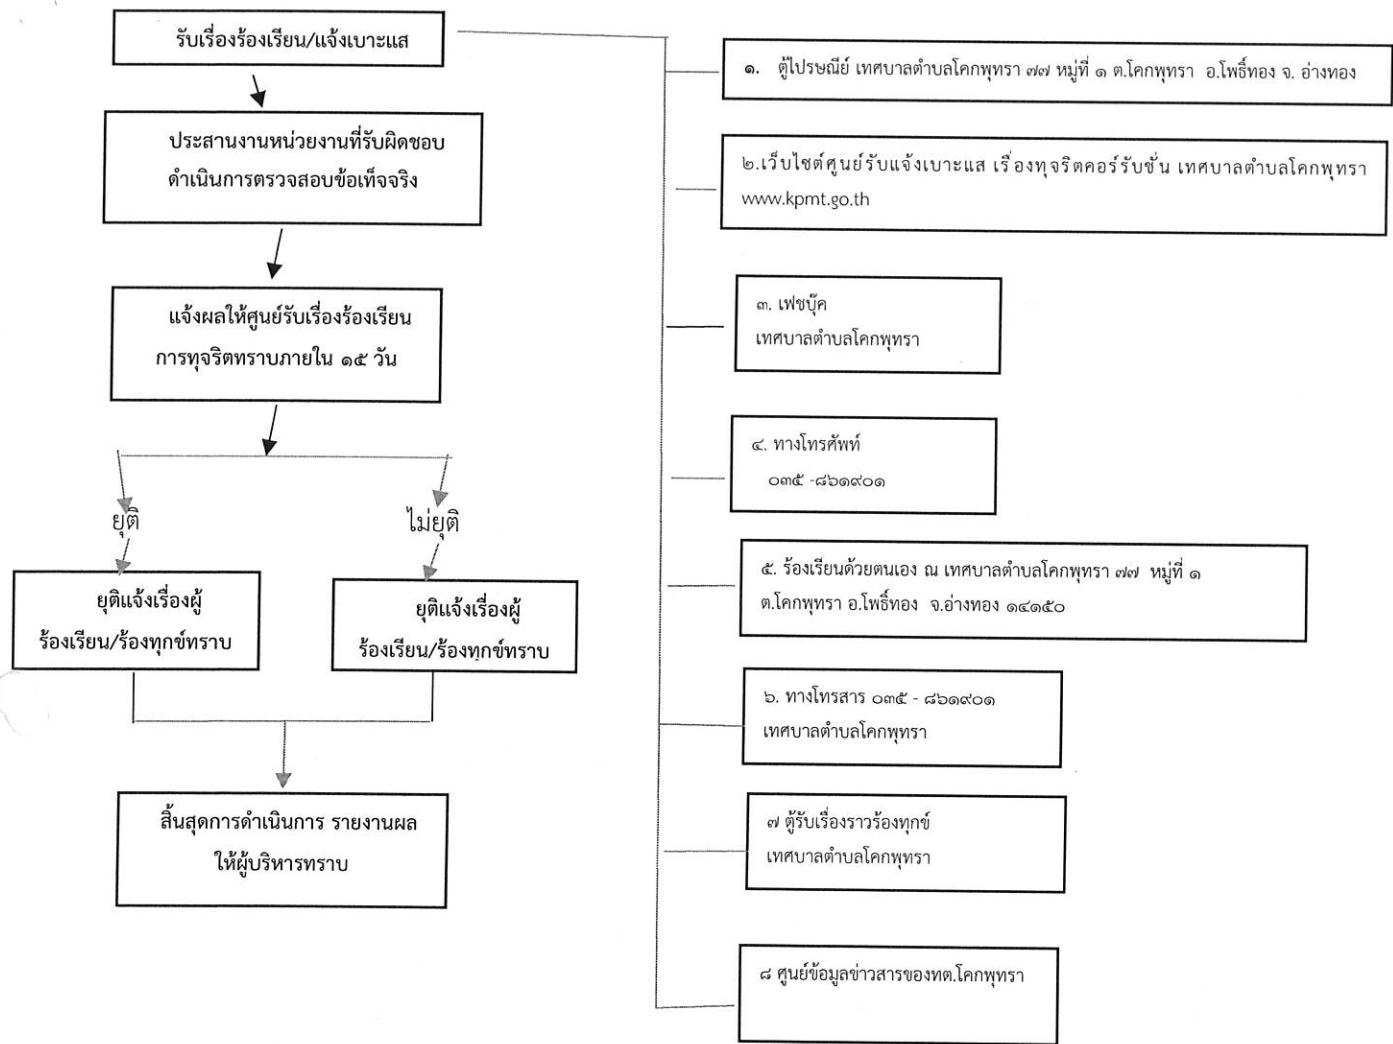 รับเรื่องร้องเรียน/แจ้งเบาะแส
ประสานงานหน่วยงานที่รับผิดชอบ
ดำเนินการตรวจสอบข้อเท็จจริง
แจ้งผลให้ศูนย์รับเรื่องร้องเรียน
การทุจริตทราบภายใน ๑๕ วัน
ยุติ
ไม่ยุติ
ยุติแจ้งเรื่องผู้
ร้องเรียน/ร้องทุกข์ทราบ
ยุติแจ้งเรื่องผู้
ร้องเรียน/ร้องทุกข์ทราบ
สิ้นสุดการดำเนินการ รายงานผล
ให้ผู้บริหารทราบ
๑. ตู้ไปรษณีย์ เทศบาลตำบลโคกพุทรา ๗๗ หมู่ที่ ๑ ต.โคกพุทรา อ.โพธิ์ทอง จ. อ่างทอง
๒.เว็บไซต์ศูนย์รับแจ้งเบาะแส เรื่องทุจริตคอร์รับชั่น เทศบาลตำบลโคกพุทรา
www.kpmt.go.th
๓. เฟชบุ๊ค
เทศบาลตำบลโคกพุทรา
๔. ทางโทรศัพท์
๐๓๕ -๘๖๑๙๐๑
๕. ร้องเรียนด้วยตนเอง ณ เทศบาลตำบลโคกพุทรา ๗๗ หมู่ที่ ๑
ต.โคกพุทรา อ.โพธิ์ทอง จ.อ่างทอง ๑๔๑๕๐
๖. ทางโทรสาร ๐๓๕ - ๘๖๑๙๐๑
เทศบาลตำบลโคกพุทรา
๗ ตู้รับเรื่องราวร้องทุกข์
เทศบาลตำบลโคกพุทรา
๘ ศูนย์ข้อมูลข่าวสารของทต.โคกพุทรา